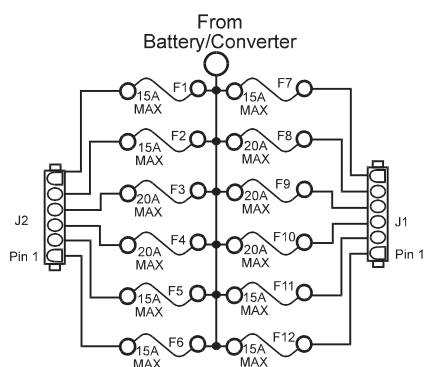 From
Battery/Converter
F1
15A
MAX
F7
15A
MAX
F2
15A
MAX
F8
20A
MAX
F3
20A
MAX
F9
20A
MAX
J2
J1
F4
20A
MAX
F10
20A
MAX
Pin 1
Pin 1
F5
15A
MAX
F11
15A
MAX
F6
15A
MAX
F12
15A
MAX